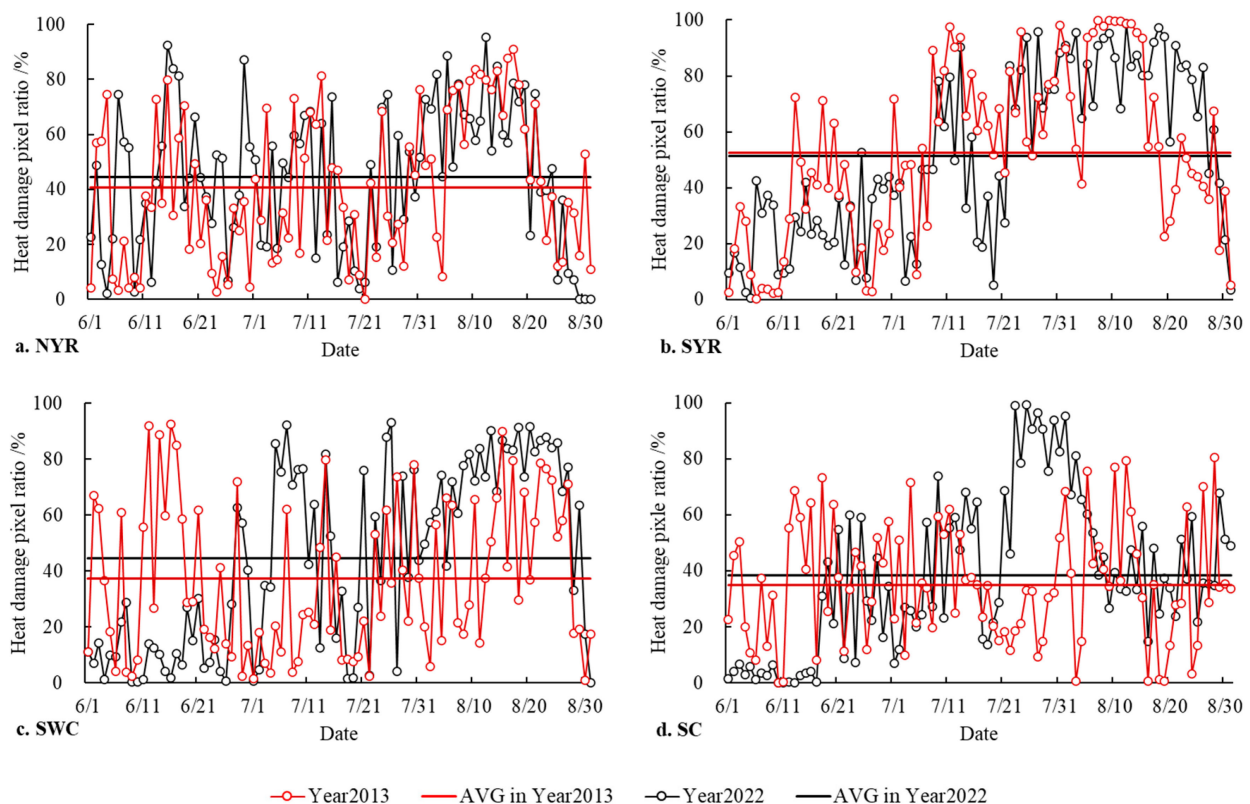 Heat damage pixel ratio /%
100
80
60
40
20
0
6/1 6/11 6/21 7/1 7/11 7/21 7/31 8/10 8/20 8/30
a. NYR
Date
Heat damage pixel ratio /%
100
80
60
40
20
0
6/1 6/11 6/21 7/1 7/11 7/21 7/31 8/10 8/20 8/30
b. SYR
Date
Heat damage pixel ratio /%
100
80
60
40
20
0
6/1 6/11 6/21 7/1 7/11 7/21 7/31 8/10 8/20 8/30
c. SWC
Date
Heat damage pixle ratio /%
100
80
60
40
20
0
6/1 6/11 6/21 7/1 7/11 7/21 7/31 8/10 8/20 8/30
d. SC
Date
Year2013 AVG in Year2013 Year2022 AVG in Year2022